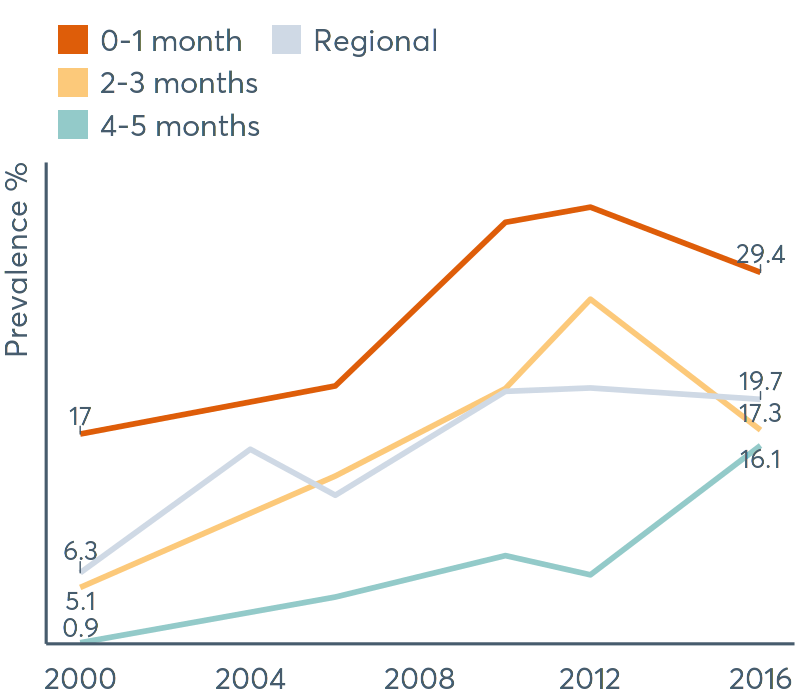 0-1 month
Regional
2-3 months
4-5 months
Prevalence %
29.4
19.7
17.3
16.1
17
6.3
5.1
0.9
2000 2004 2008 2012 2016